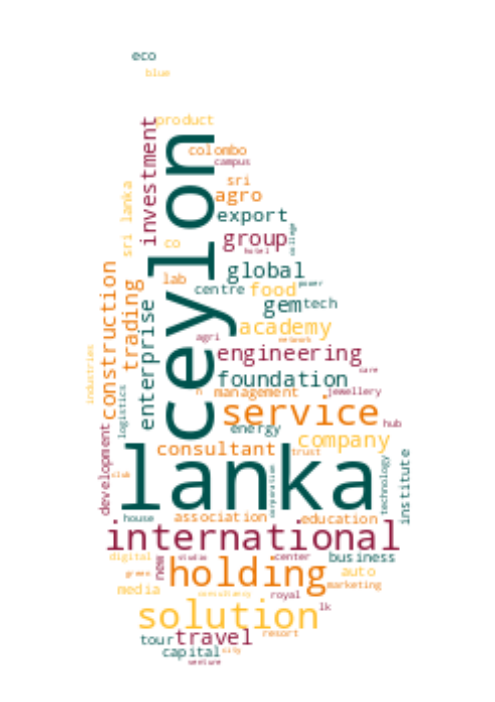 eco
blue
product
investment
ceylon
colombo
campus
sri
agro
sri lanka
export
college
co
group
hotel
global
lab
centre
food
power
construction
trading
enterprise
gem
tech
academy
agri
network
engineering
care
industries
foundation
logistics
n
management
jewellery
service
hub
energy
company
development
consultant
trust
lanka
club
corporation
technology
institute
house
association
education
international
digital
studio
center
business
new
green
holding
auto
marketing
media
consultancy
royal
lk
solution
tour
travel
resort
capital
city
venture